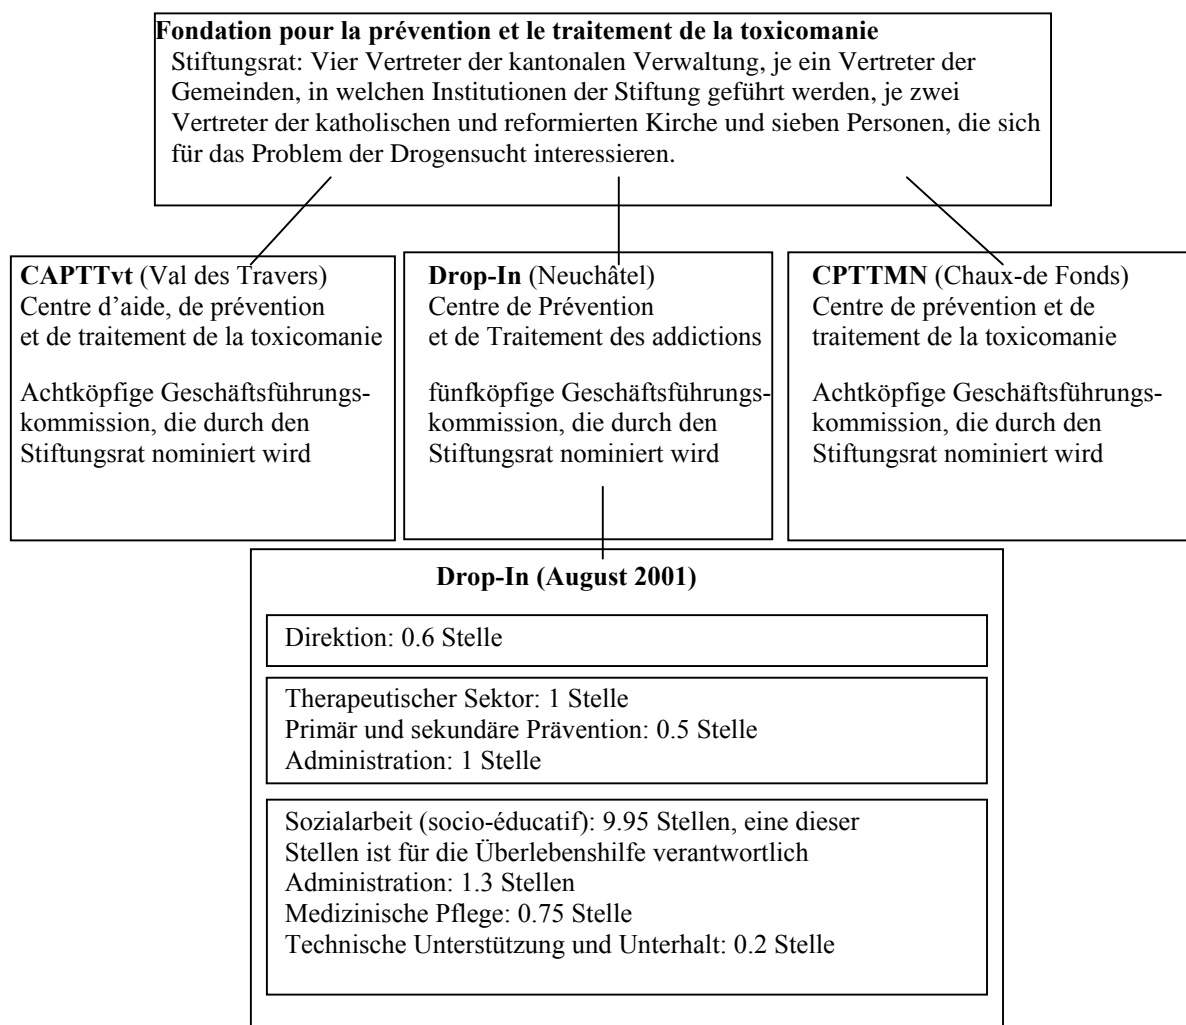 Fondation pour la prévention et le traitement de la toxicomanie
Stiftungsrat: Vier Vertreter der kantonalen Verwaltung, je ein Vertreter der
Gemeinden, in welchen Institutionen der Stiftung geführt werden, je zwei
Vertreter der katholischen und reformierten Kirche und sieben Personen, die sich
für das Problem der Drogensucht interessieren.
CAPTTvt (Val des Travers)
Centre d’aide, de prévention
et de traitement de la toxicomanie
Achtköpfige Geschäftsführungs-
kommission, die durch den
Stiftungsrat nominiert wird
Drop-In (Neuchâtel)
Centre de Prévention
et de Traitement des addictions
fünfköpfige Geschäftsführungs-
kommission, die durch den
Stiftungsrat nominiert wird
CPTTMN (Chaux-de Fonds)
Centre de prévention et de
traitement de la toxicomanie
Achtköpfige Geschäftsführungs-
kommission, die durch den
Stiftungsrat nominiert wird
Drop-In (August 2001)
Direktion: 0.6 Stelle
Therapeutischer Sektor: 1 Stelle
Primär und sekundäre Prävention: 0.5 Stelle
Administration: 1 Stelle
Sozialarbeit (socio-éducatif): 9.95 Stellen, eine dieser
Stellen ist für die Überlebenshilfe verantwortlich
Administration: 1.3 Stellen
Medizinische Pflege: 0.75 Stelle
Technische Unterstützung und Unterhalt: 0.2 Stelle